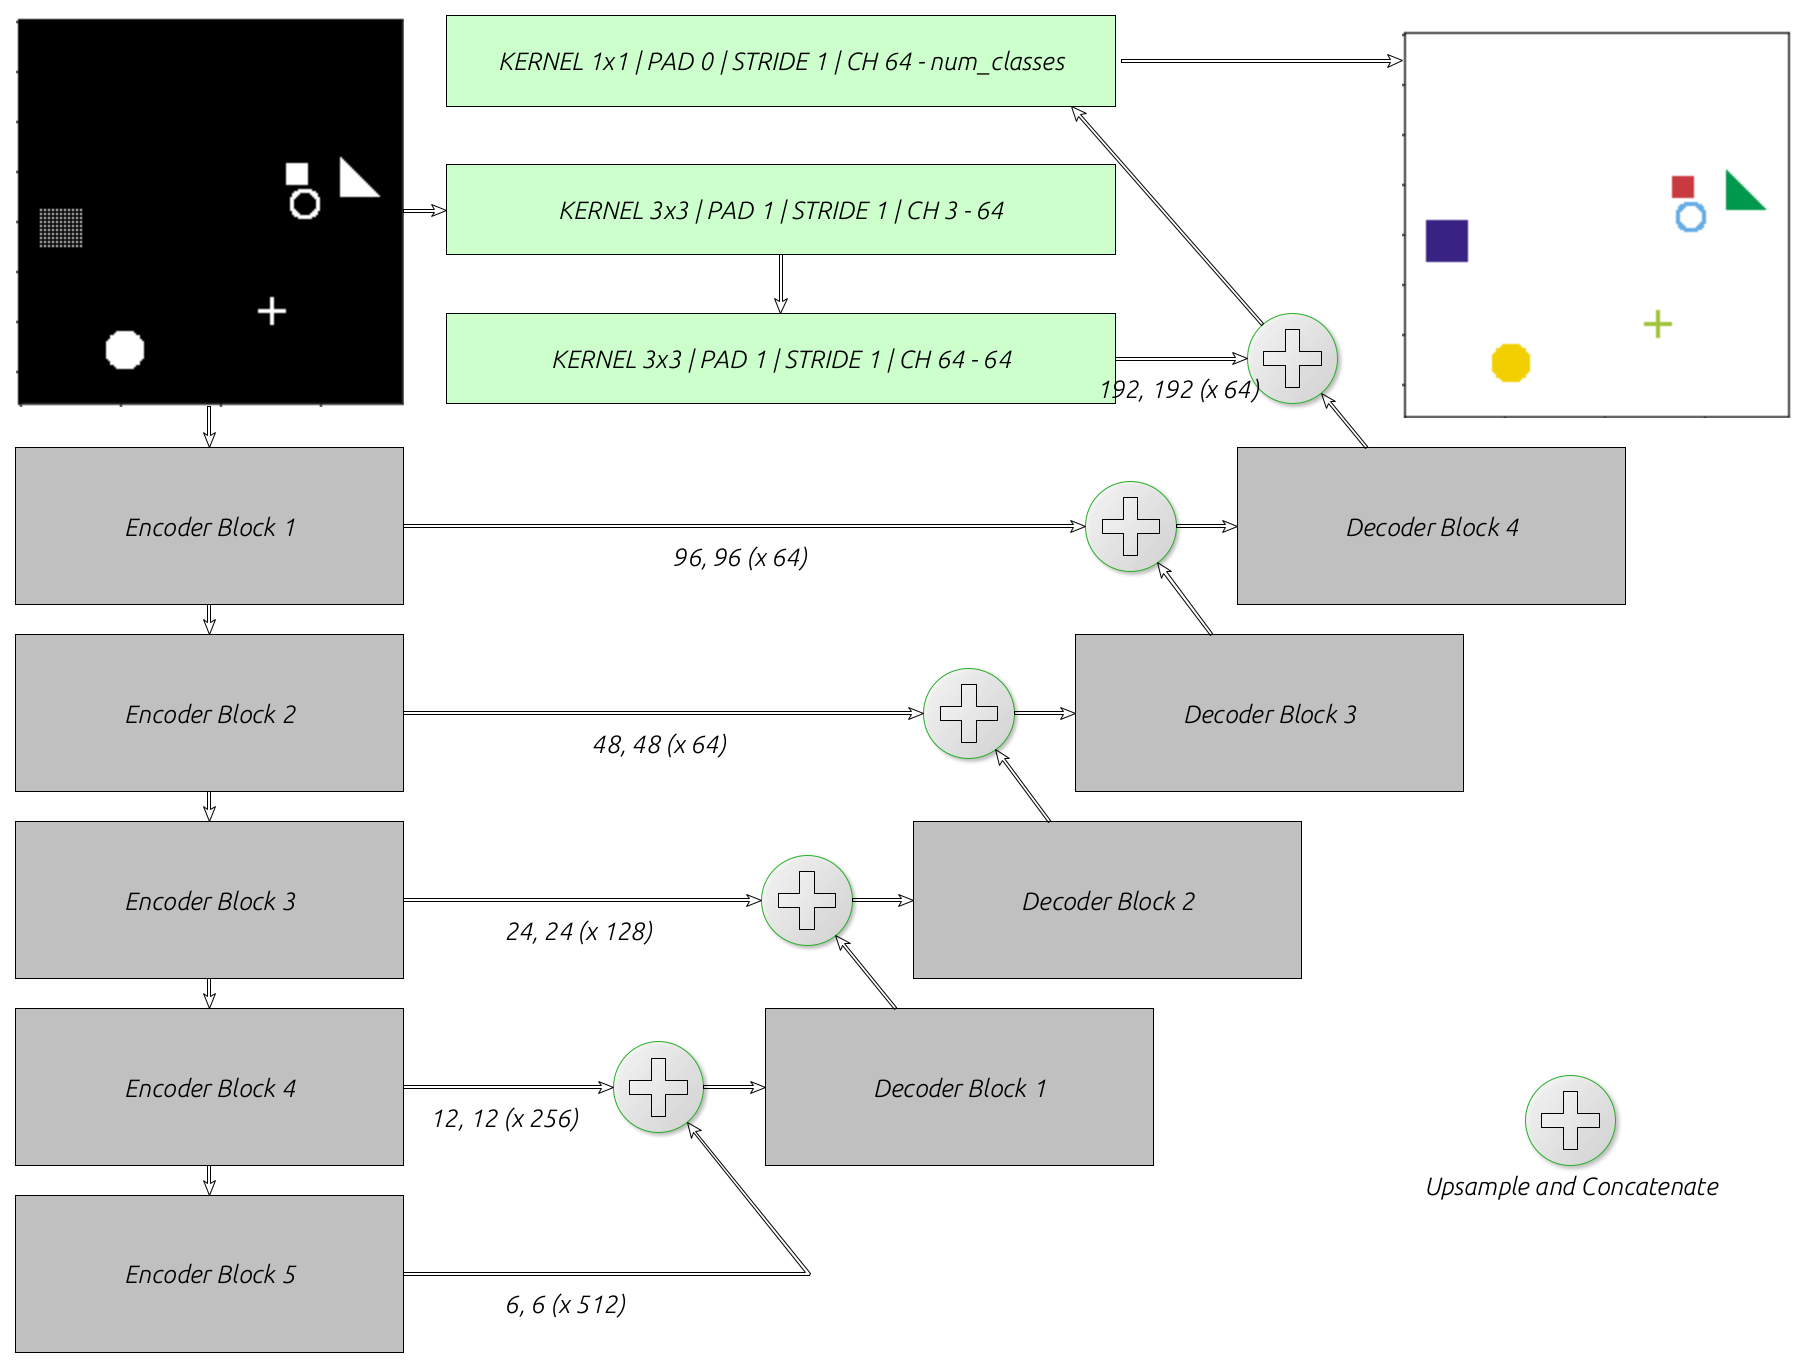 KERNEL 1x1 | PAD 0 | STRIDE 1 | CH 64 - num_classes
KERNEL 3x3 | PAD 1 | STRIDE 1 | CH 3 - 64
KERNEL 3x3 | PAD 1 | STRIDE 1 | CH 64 - 64
192, 192 (x 64)
Encoder Block 1
96, 96 (x 64)
Decoder Block 4
Encoder Block 2
48, 48 (x 64)
Decoder Block 3
Encoder Block 3
24, 24 (x 128)
Decoder Block 2
Encoder Block 4
12, 12 (x 256)
Decoder Block 1
Upsample and Concatenate
Encoder Block 5
6, 6 (x 512)